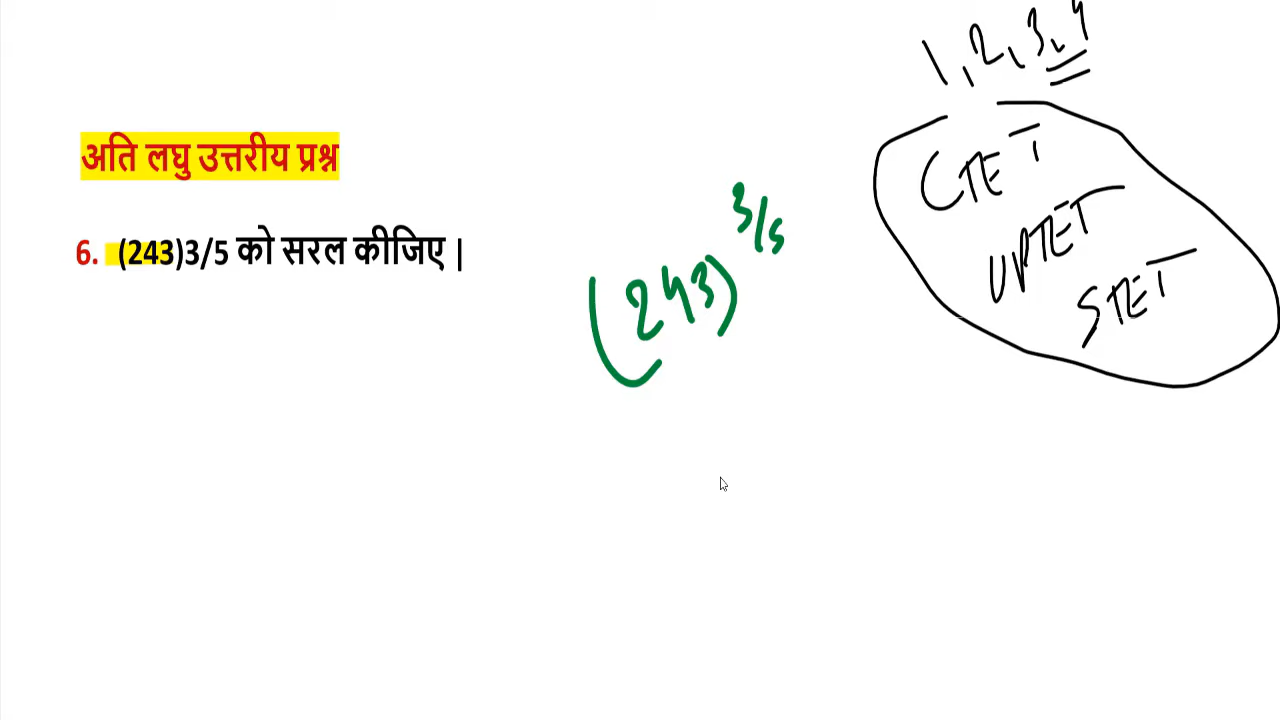 1, 2, 3, 4
अति लघु उत्तरीय प्रश्न
CTET
UPTET
STET
6. (243)3/5 को सरल कीजिए |
(243)^3/5